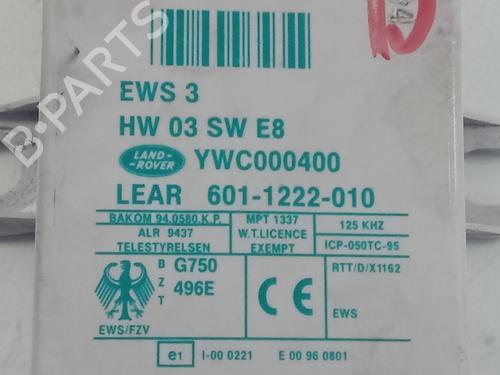 B-PARTS
EWS 3
HW 03 SW E8
LAND-ROVER YWC000400
LEAR 601-1222-010
BAKOM 94.0580.K.P. MPT 1337 125 KHZ
ALR 9437 W.T.LICENCE
TELESTYRELSEN EXEMPT ICP-050TC-95
BZT G750 496E CE RTT/D/X1162
EWS/FZV EWS
e1 I-00 0221 E 00 96 0801